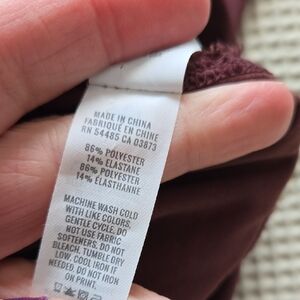 MADE IN CHINA
FABRIQUÉ EN CHINE
RN 54485 CA 03873
86% POLYESTER
14% ELASTANE
86% POLYESTER
14% ELASTHANNE
MACHINE WASH COLD
WITH LIKE COLORS,
GENTLE CYCLE. DO
NOT USE FABRIC
SOFTENERS. DO NOT
BLEACH. TUMBLE DRY
LOW. COOL IRON IF
NEEDED. DO NOT IRON
ON PRINT.